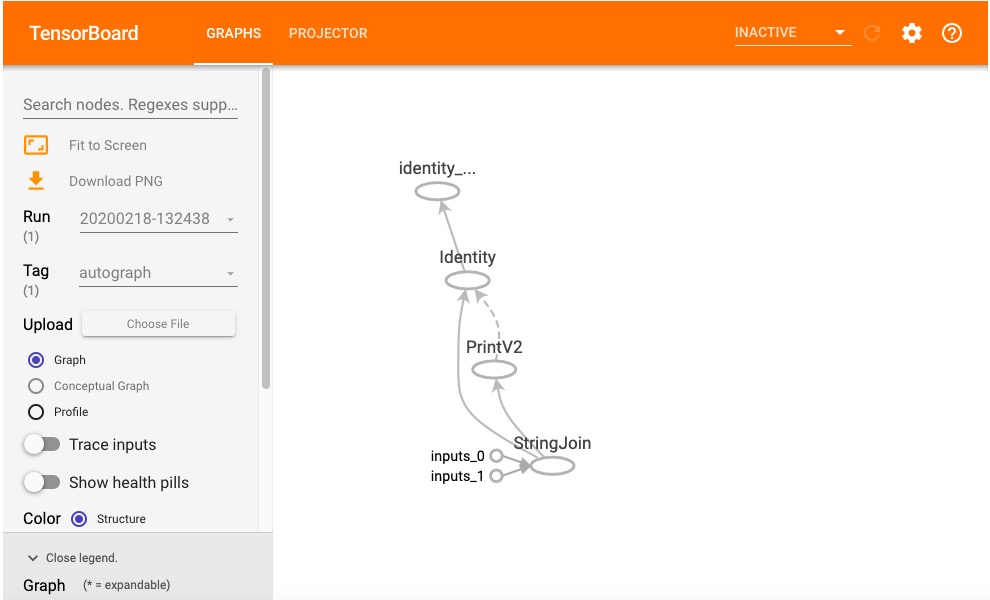 TensorBoard GRAPHS PROJECTOR INACTIVE
Search nodes. Regexes supp...
Fit to Screen
Download PNG
Run 20200218-132438
(1)
Tag autograph
(1)
Upload Choose File
Graph
Conceptual Graph
Profile
Trace inputs
Show health pills
Color Structure
Close legend.
Graph (* = expandable)
identity_...
Identity
PrintV2
StringJoin
inputs_0
inputs_1